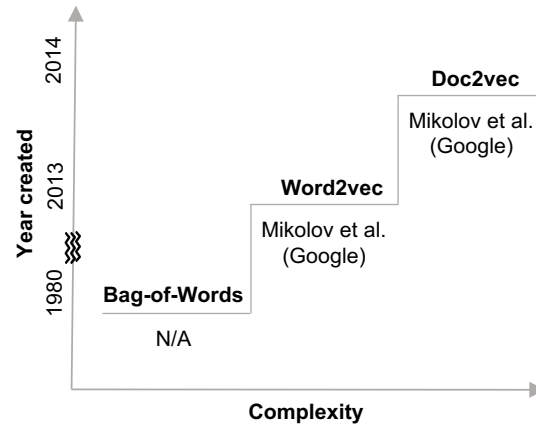 2014
Doc2vec
Mikolov et al.
(Google)
2013
Word2vec
Mikolov et al.
(Google)
Year created
1980
Bag-of-Words
N/A
Complexity